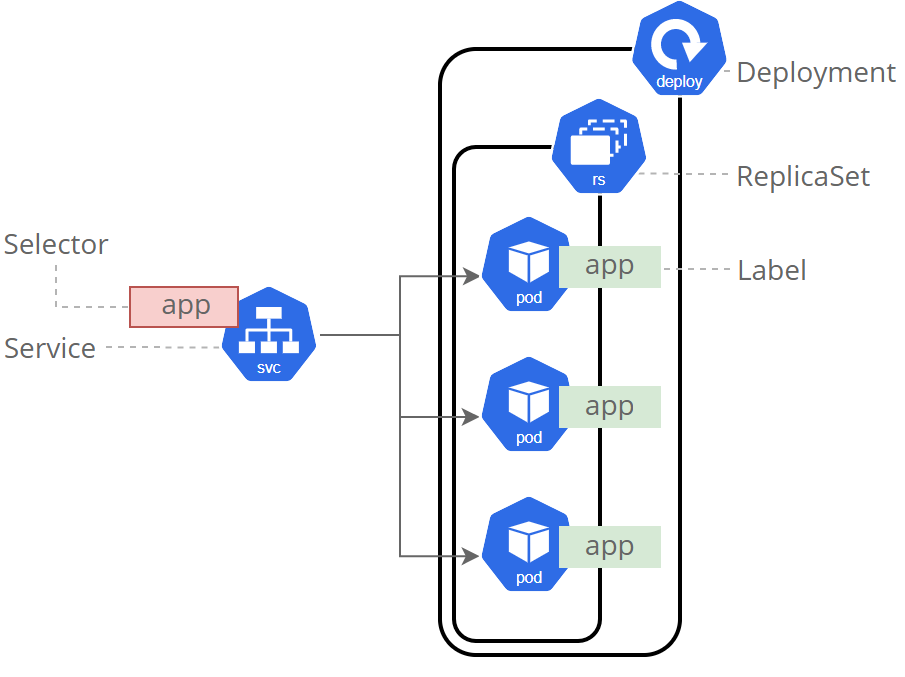 deploy
Deployment
rs
ReplicaSet
Selector
app
Service
svc
pod
app
Label
pod
app
pod
app